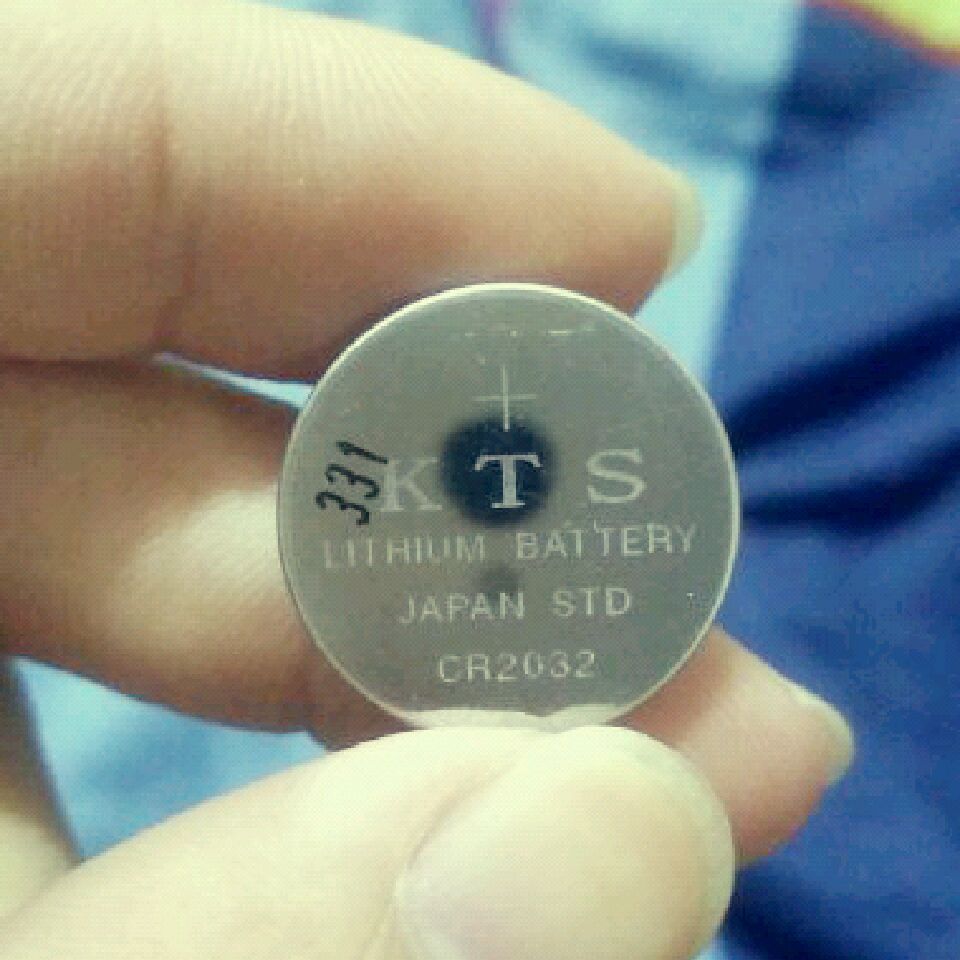 +
KTS
331
LITHIUM BATTERY
JAPAN STD
CR2032